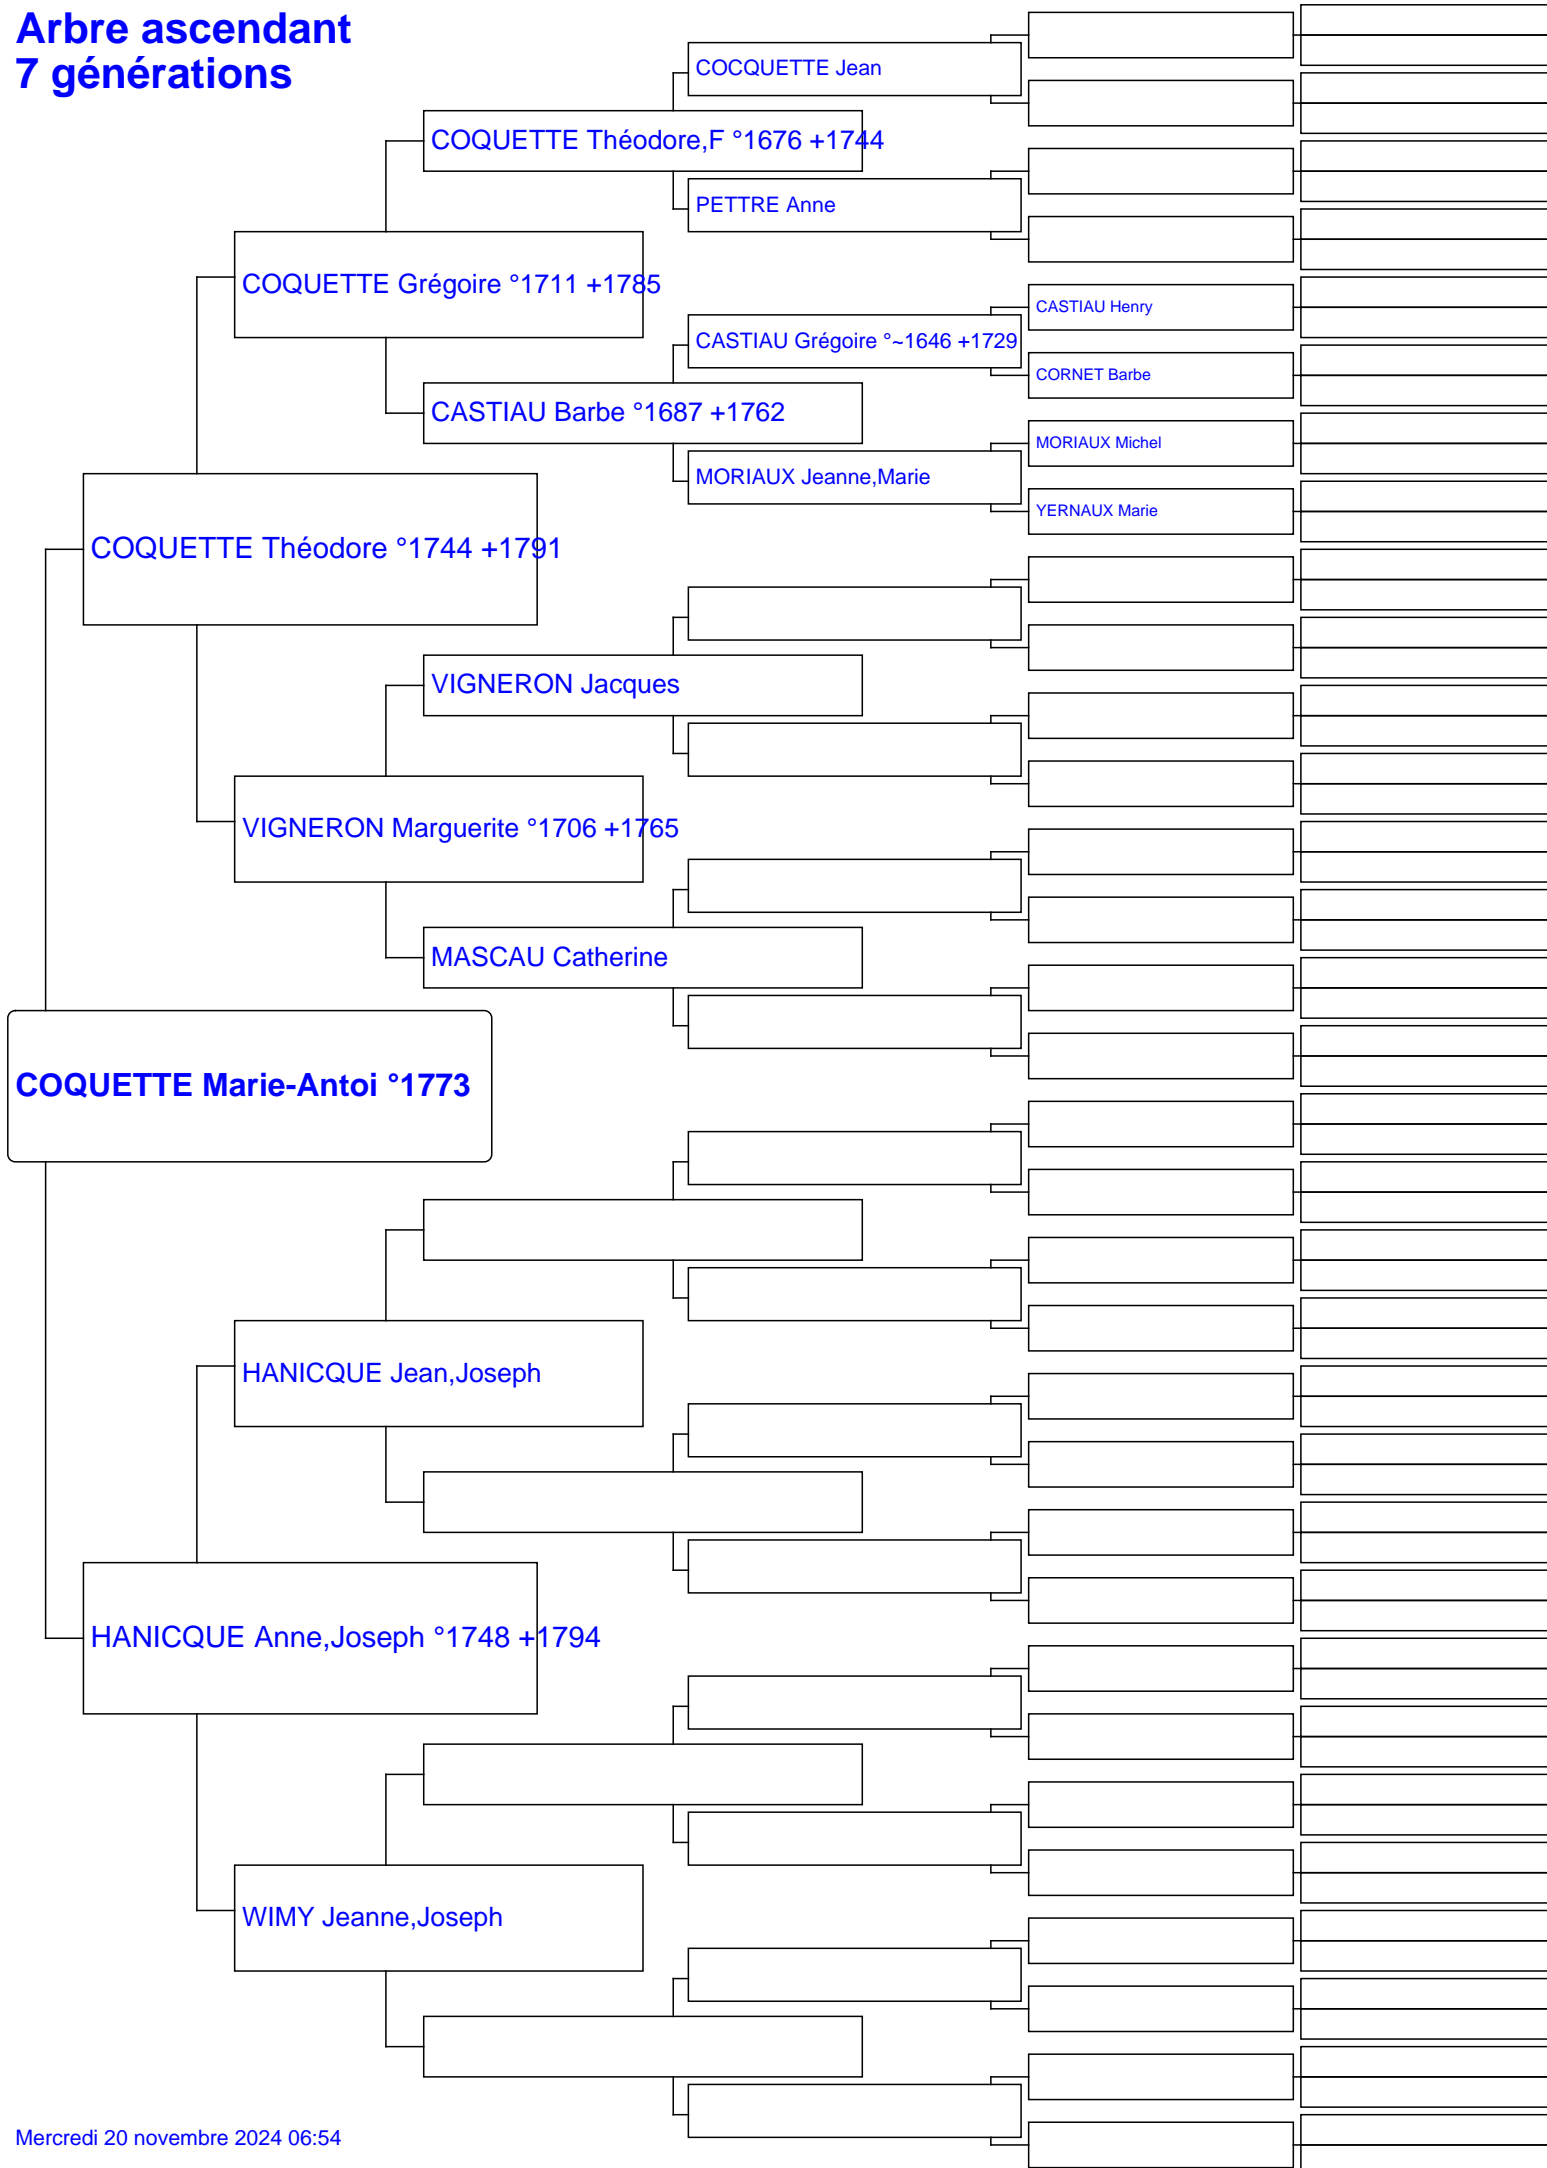 Arbre ascendant
7 générations
COCQUETTE Jean
COQUETTE Théodore,F °1676 +1744
PETTRE Anne
COQUETTE Grégoire °1711 +1785
CASTIAU Henry
CASTIAU Grégoire °~1646 +1729
CORNET Barbe
CASTIAU Barbe °1687 +1762
MORIAUX Michel
MORIAUX Jeanne,Marie
YERNAUX Marie
COQUETTE Théodore °1744 +1791
VIGNERON Jacques
VIGNERON Marguerite °1706 +1765
MASCAU Catherine
COQUETTE Marie-Antoi °1773
HANICQUE Jean,Joseph
HANICQUE Anne,Joseph °1748 +1794
WIMY Jeanne,Joseph
Mercredi 20 novembre 2024 06:54